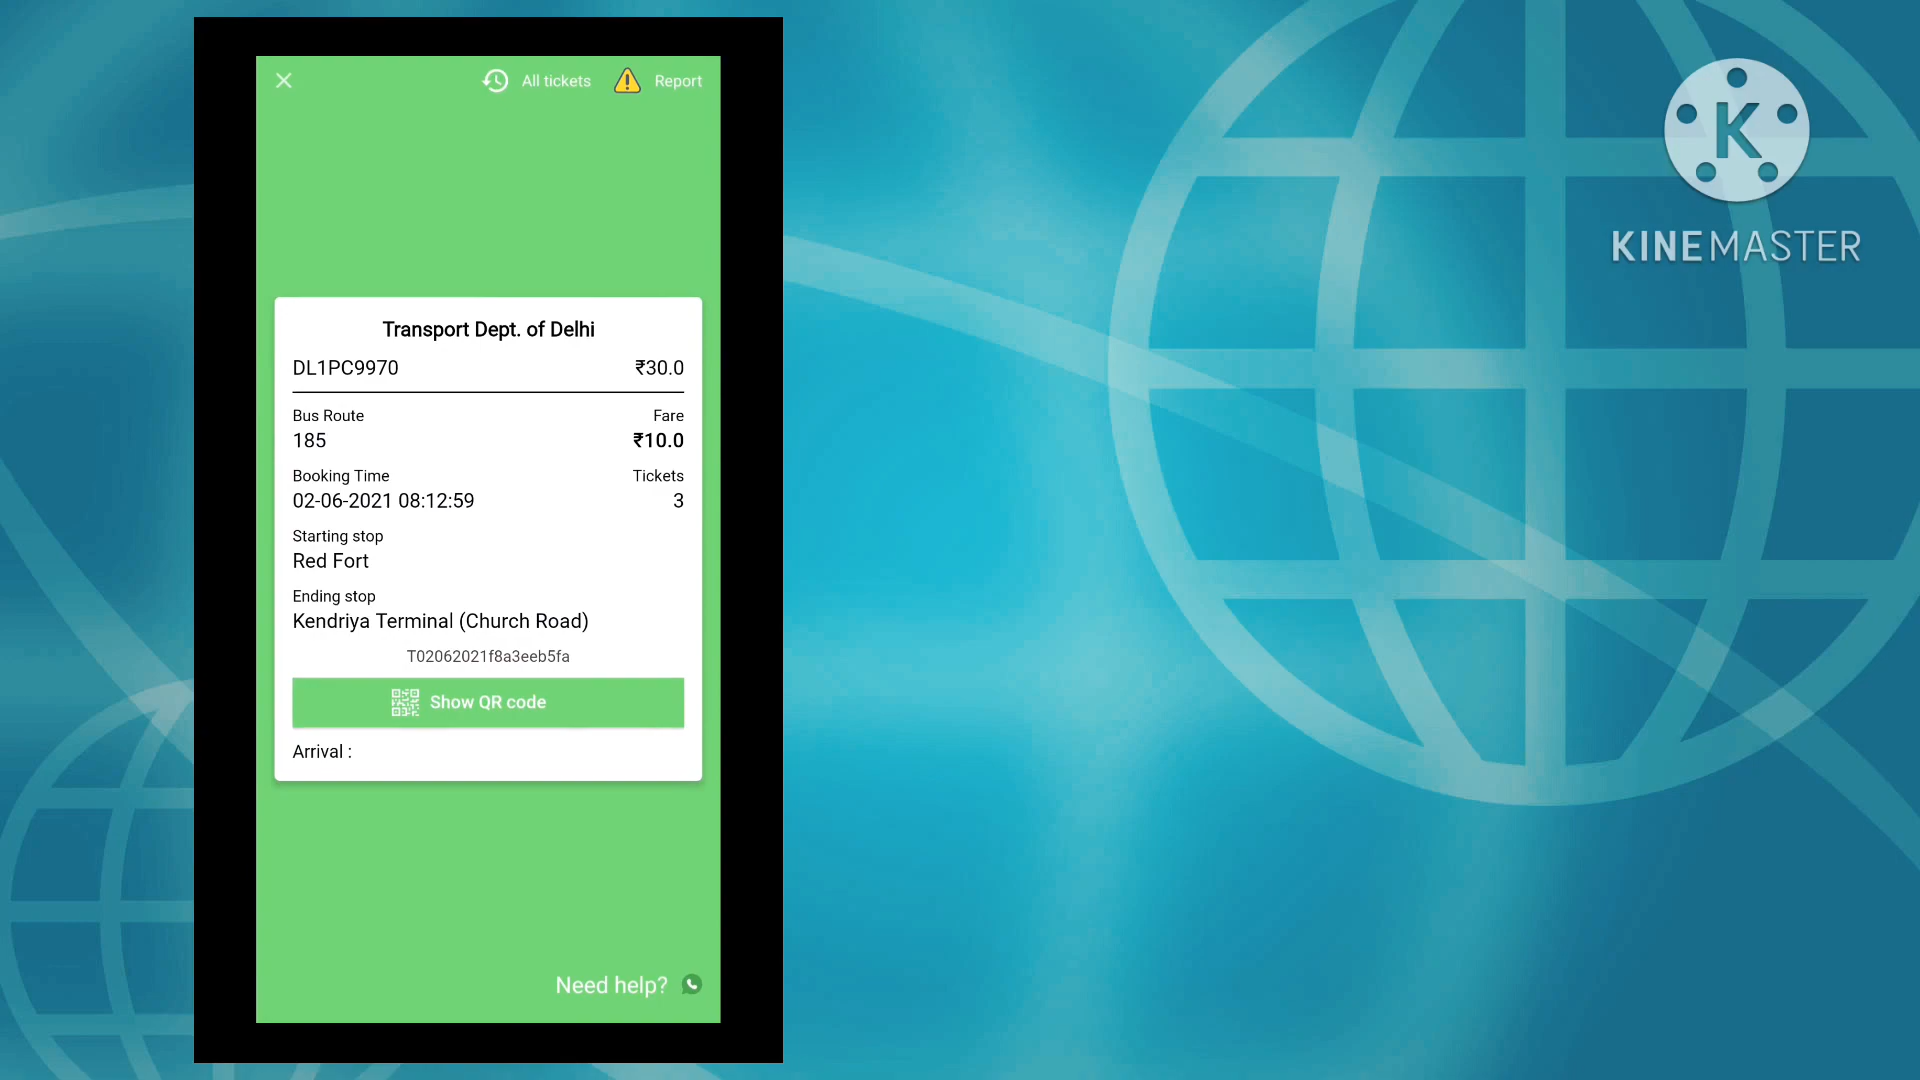 All tickets Report
Transport Dept. of Delhi
DL1PC9970 ₹30.0
Bus Route Fare
185 ₹10.0
Booking Time Tickets
02-06-2021 08:12:59 3
Starting stop
Red Fort
Ending stop
Kendriya Terminal (Church Road)
T02062021f8a3eeb5fa
Show QR code
Arrival :
Need help?
K
KINEMASTER